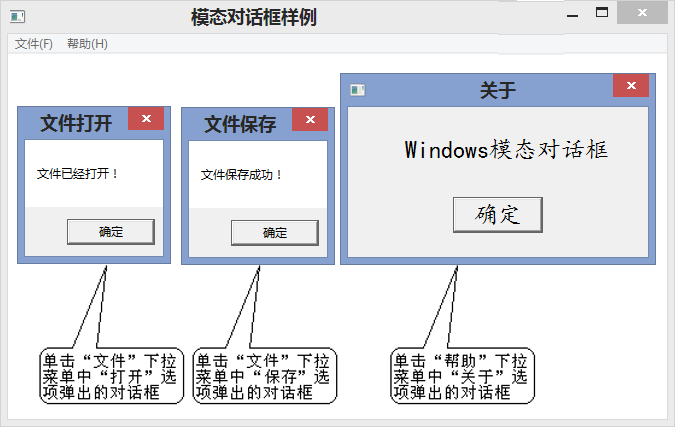 模态对话框样例
文件(F) 帮助(H)
文件打开
文件已经打开！
确定
文件保存
文件保存成功！
确定
关于
Windows模态对话框
确定
单击“文件”下拉
菜单中“打开”选
项弹出的对话框
单击“文件”下拉
菜单中“保存”选
项弹出的对话框
单击“帮助”下拉
菜单中“关于”选
项弹出的对话框